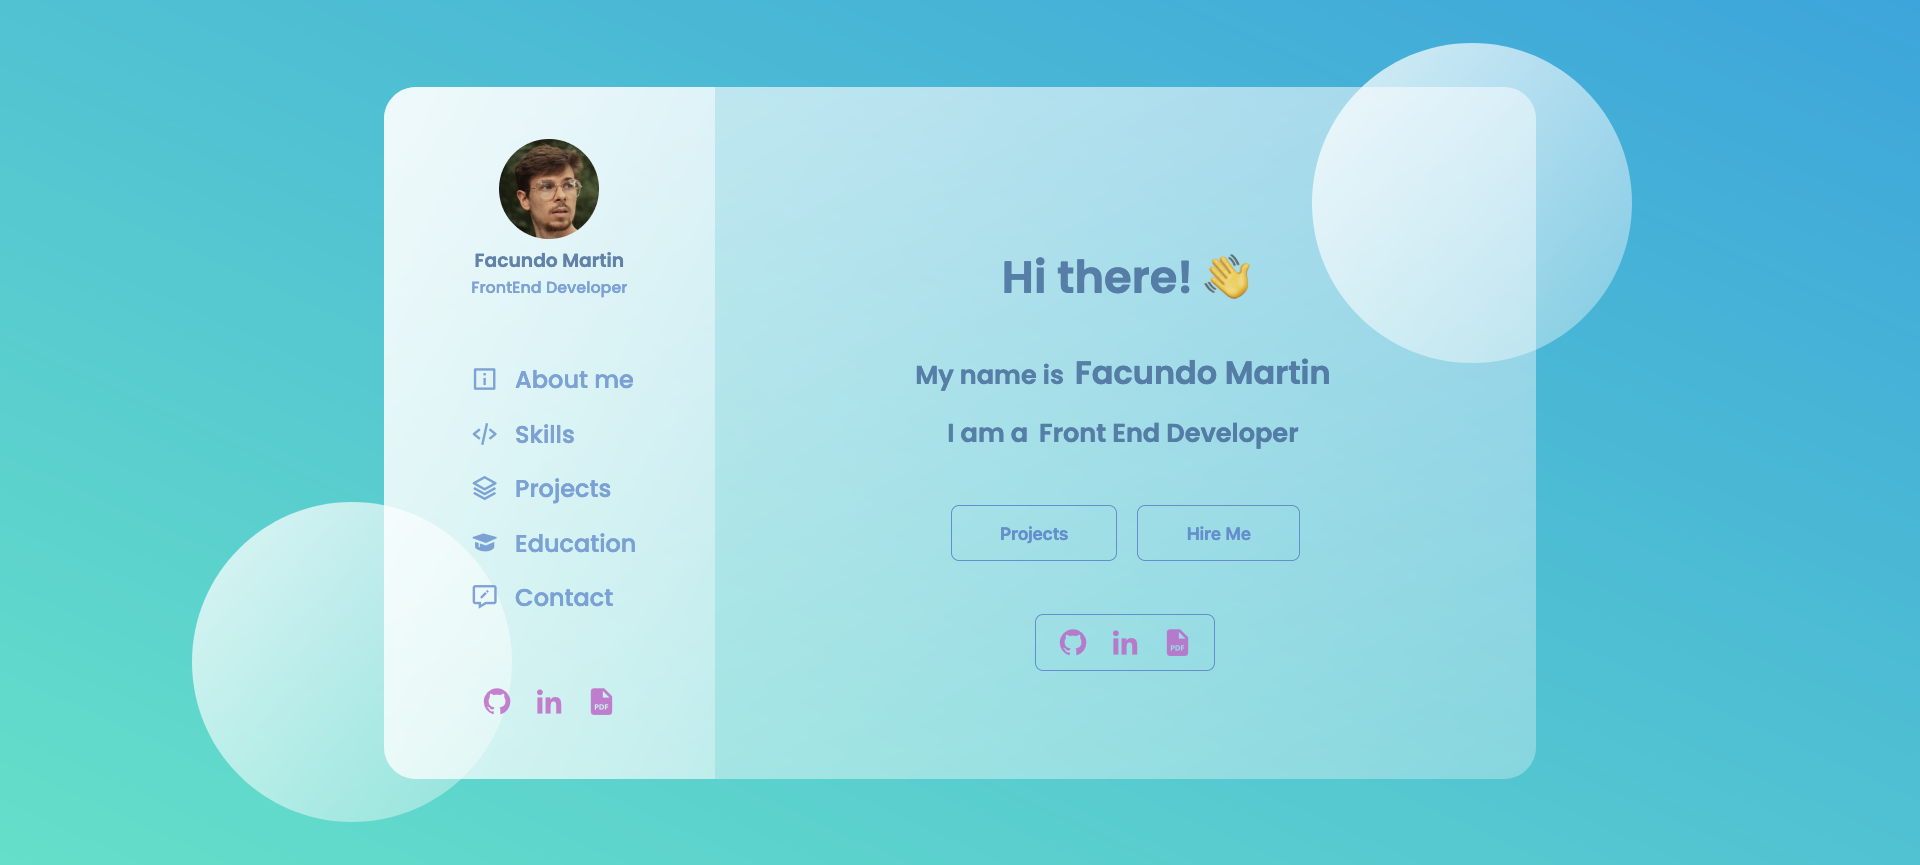 Facundo Martin
FrontEnd Developer
About me
Skills
Projects
Education
Contact
in
PDF
Hi there! 👋
My name is Facundo Martin
I am a Front End Developer
Projects
Hire Me
in
PDF